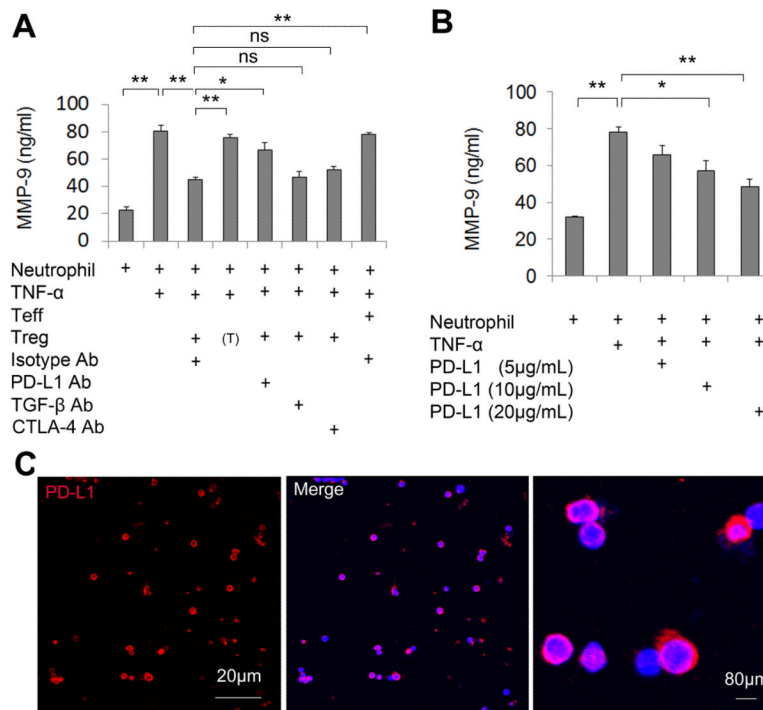 A
**
ns
ns
** ** *
**
MMP-9 (ng/ml)
100
80
60
40
20
0
Neutrophil + + + + + + + +
TNF-α + + + + + + +
Teff +
Treg + (T) + + +
Isotype Ab + +
PD-L1 Ab +
TGF-β Ab +
CTLA-4 Ab +
B
**
** *
MMP-9 (ng/ml)
100
80
60
40
20
0
Neutrophil + + + + +
TNF-α + + + +
PD-L1 (5μg/mL) +
PD-L1 (10μg/mL) +
PD-L1 (20μg/mL) +
C
PD-L1
20μm
Merge
80μm